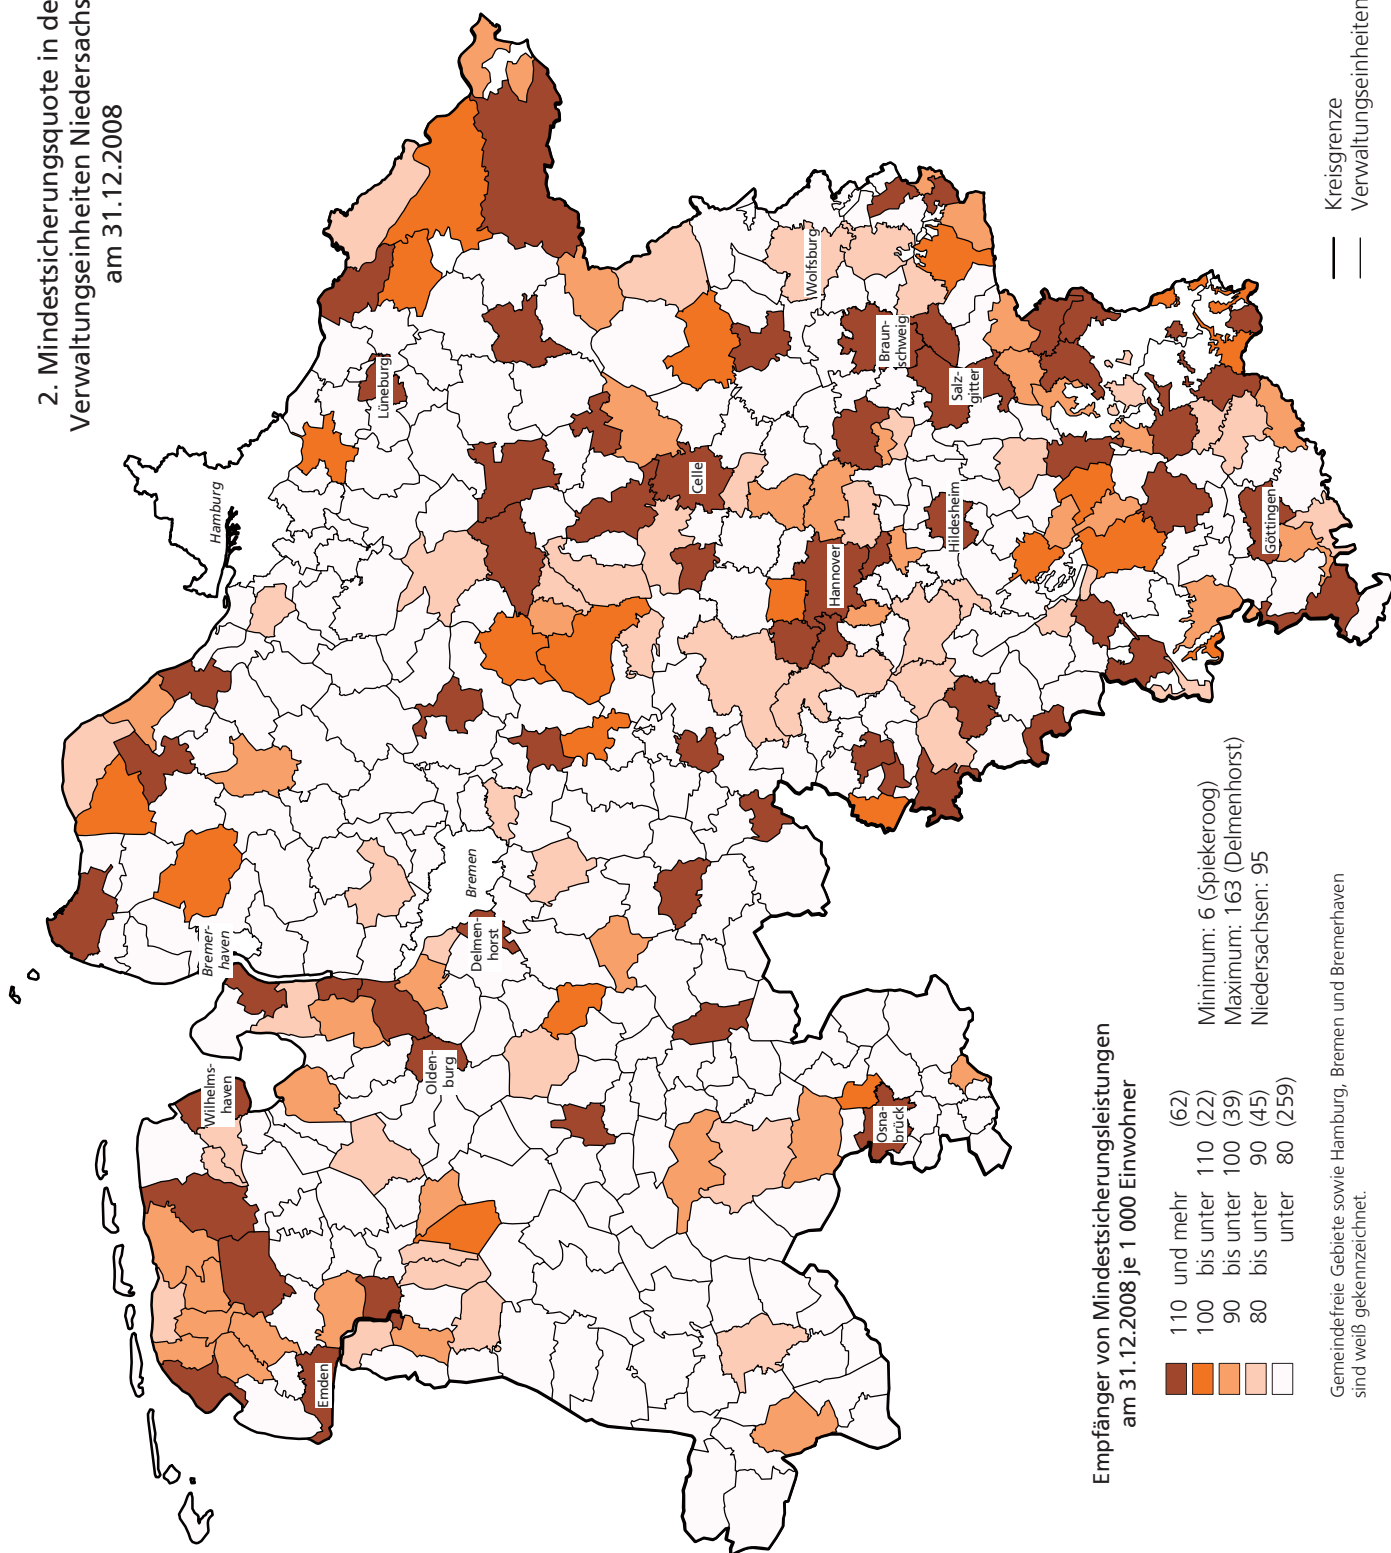 2. Mindestsicherungsquote in de
Verwaltungseinheiten Niedersachs
am 31.12.2008
Hamburg
Lüneburg
Bremer-
haven
Wilhelms-
haven
Emden
Olden-
burg
Delmen-
horst
Bremen
Celle
Wolfsburg
Braun-
schweig
Salz-
gitter
Hannover
Hildesheim
Göttingen
Osna-
brück
Empfänger von Mindestsicherungsleistungen
am 31.12.2008 je 1 000 Einwohner
110 und mehr (62)
100 bis unter 110 (22)
90 bis unter 100 (39)
80 bis unter 90 (45)
unter 80 (259)
Minimum: 6 (Spiekeroog)
Maximum: 163 (Delmenhorst)
Niedersachsen: 95
Gemeindefreie Gebiete sowie Hamburg, Bremen und Bremerhaven
sind weiß gekennzeichnet.
Kreisgrenze
Verwaltungseinheiten